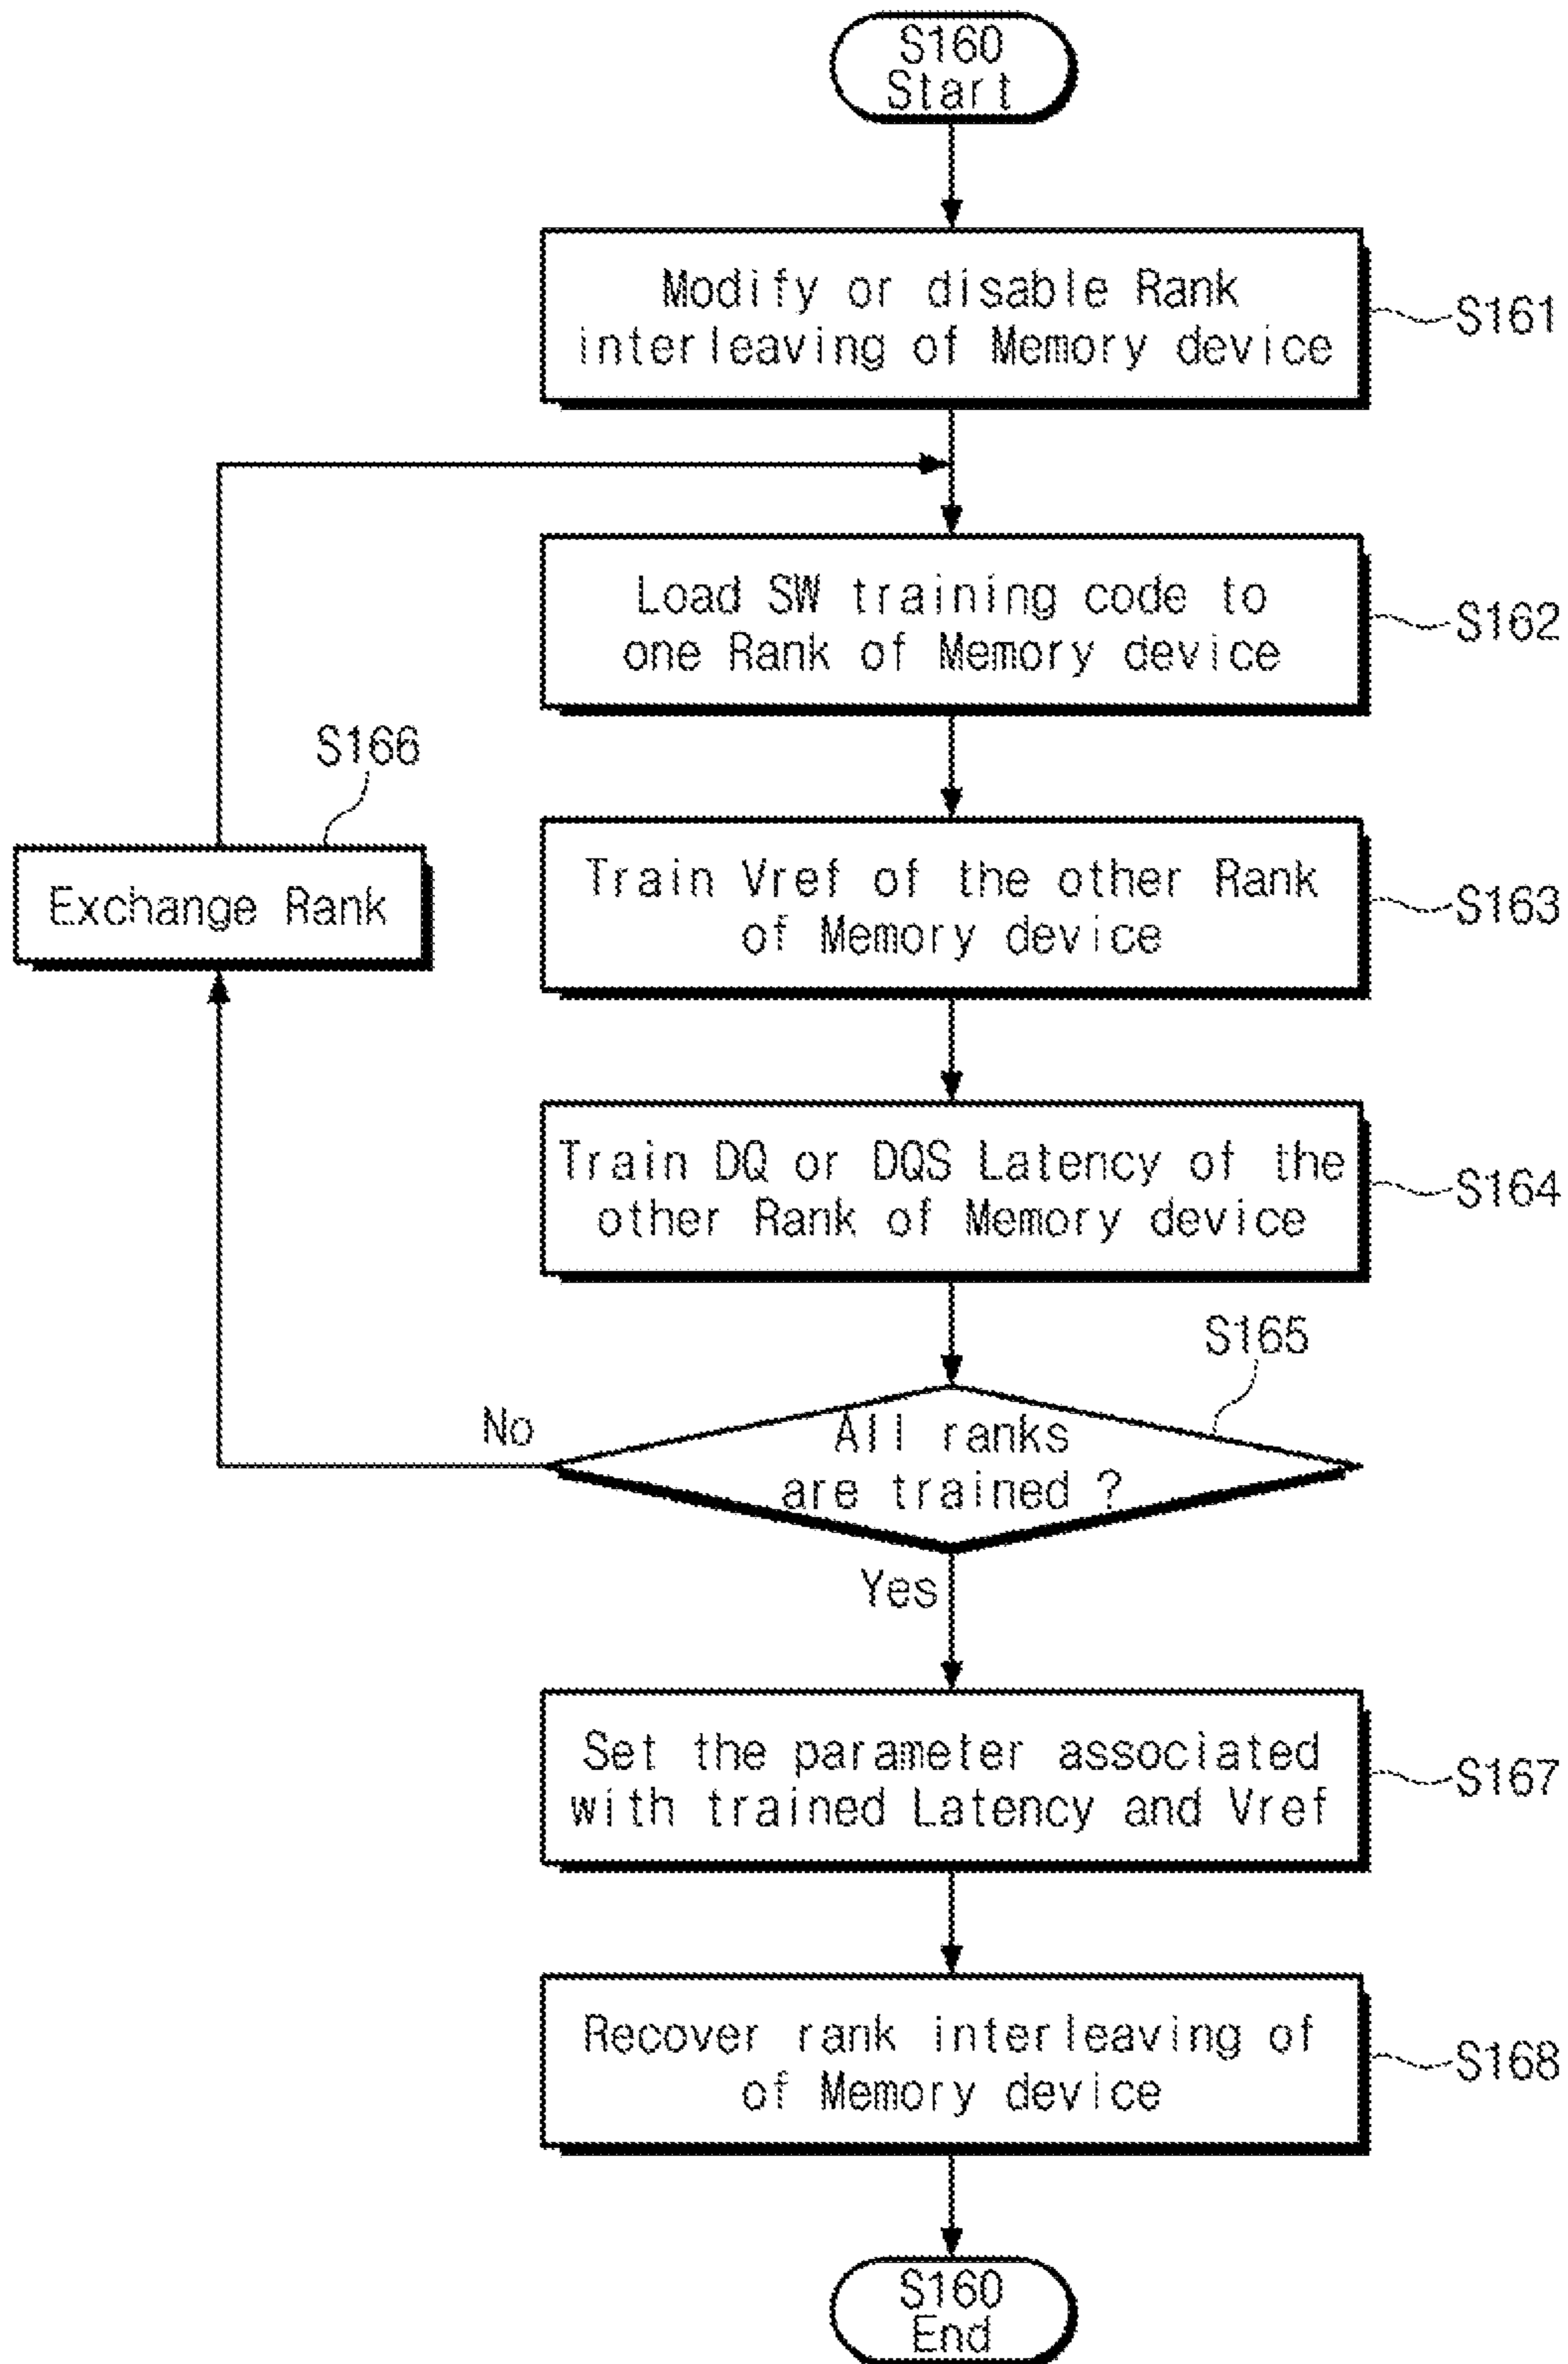 S160
Start
Modify or disable Rank
interleaving of Memory device
S161
Load SW training code to
one Rank of Memory device
S162
S166
Exchange Rank
Train Vref of the other Rank
of Memory device
S163
Train DQ or DQS Latency of the
other Rank of Memory device
S164
S165
No
All ranks
are trained ?
Yes
Set the parameter associated
with trained Latency and Vref
S167
Recover rank interleaving of
of Memory device
S168
S160
End